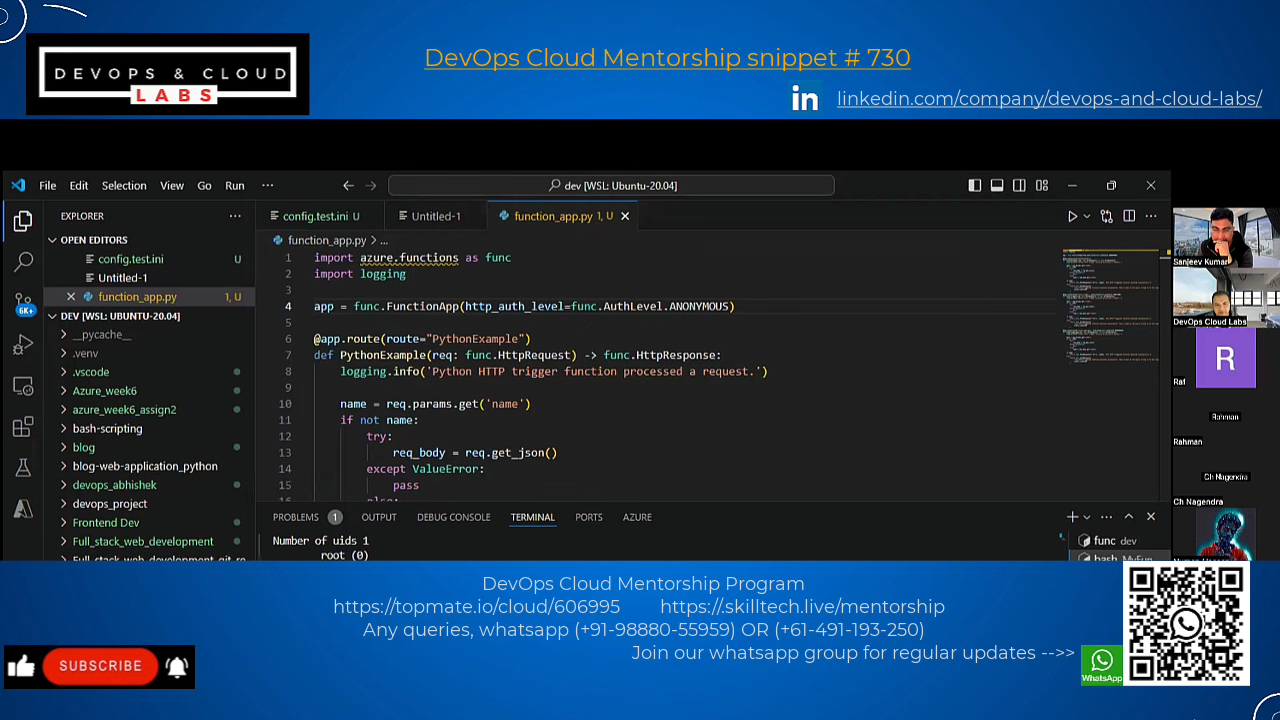 DevOps Cloud Mentorship snippet # 730
DEVOPS & CLOUD
LABS
in
linkedin.com/company/devops-and-cloud-labs/
File Edit Selection View Go Run ···
dev [WSL: Ubuntu-20.04]
EXPLORER ···
config.test.ini U
Untitled-1
function_app.py 1, U
OPEN EDITORS
config.test.ini U
Untitled-1
function_app.py 1, U
DEV [WSL: UBUNTU-20.04]
__pycache__
.venv
.vscode
Azure_week6
azure_week6_assign2
bash-scripting
blog
blog-web-application_python
devops_abhishek
devops_project
Frontend Dev
Full_stack_web_development
6K+
function_app.py > ...
1 import azure.functions as func
2 import logging
3
4 app = func.FunctionApp(http_auth_level=func.AuthLevel.ANONYMOUS)
5
6 @app.route(route="PythonExample")
7 def PythonExample(req: func.HttpRequest) -> func.HttpResponse:
8 logging.info('Python HTTP trigger function processed a request.')
9
10 name = req.params.get('name')
11 if not name:
12 try:
13 req_body = req.get_json()
14 except ValueError:
15 pass
16 else:
PROBLEMS 1 OUTPUT DEBUG CONSOLE TERMINAL PORTS AZURE
Number of uids 1
root (0)
func dev
Sanjeev Kumar
DevOps Cloud Labs
R
Raf
Rahman
Rahman
Ch Nagendra
Ch Nagendra
DevOps Cloud Mentorship Program
https://topmate.io/cloud/606995 https://.skilltech.live/mentorship
Any queries, whatsapp (+91-98880-55959) OR (+61-491-193-250)
Join our whatsapp group for regular updates -->>
SUBSCRIBE
WhatsApp